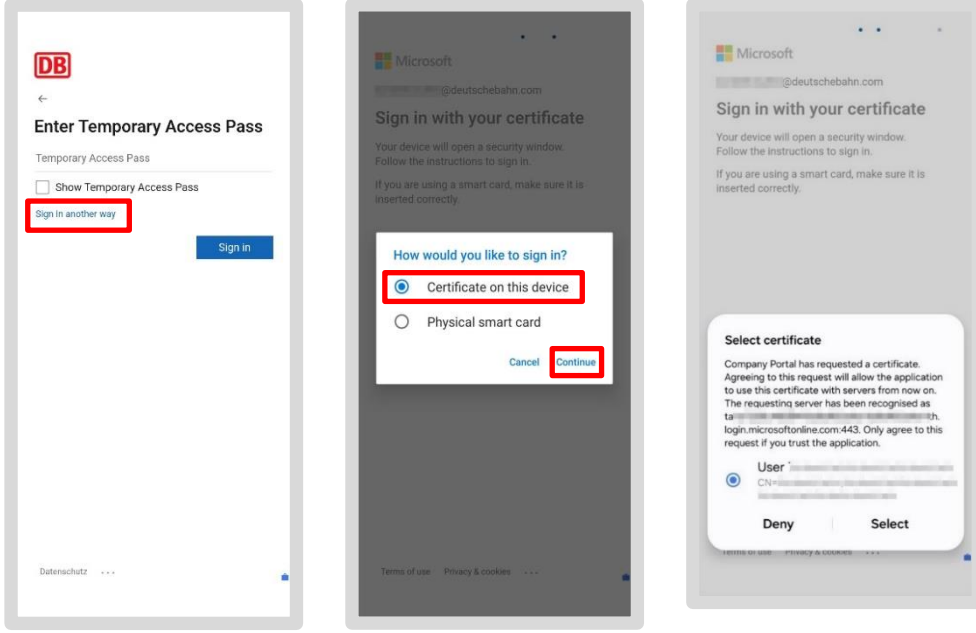 DB
Enter Temporary Access Pass
Temporary Access Pass
Show Temporary Access Pass
Sign in another way
Sign in
Datenschutz ...
Microsoft
@deutschebahn.com
Sign in with your certificate
Your device will open a security window.
Follow the instructions to sign in.
If you are using a smart card, make sure it is
inserted correctly.
How would you like to sign in?
Certificate on this device
Physical smart card
Cancel Continue
Terms of use Privacy & cookies ...
Microsoft
@deutschebahn.com
Sign in with your certificate
Your device will open a security window.
Follow the instructions to sign in.
If you are using a smart card, make sure it is
inserted correctly.
Select certificate
Company Portal has requested a certificate.
Agreeing to this request will allow the application
to use this certificate with servers from now on.
The requesting server has been recognised as
ta th.
login.microsoftonline.com:443. Only agree to this
request if you trust the application.
User
CN=
Deny Select
Terms of use Privacy & cookies ...